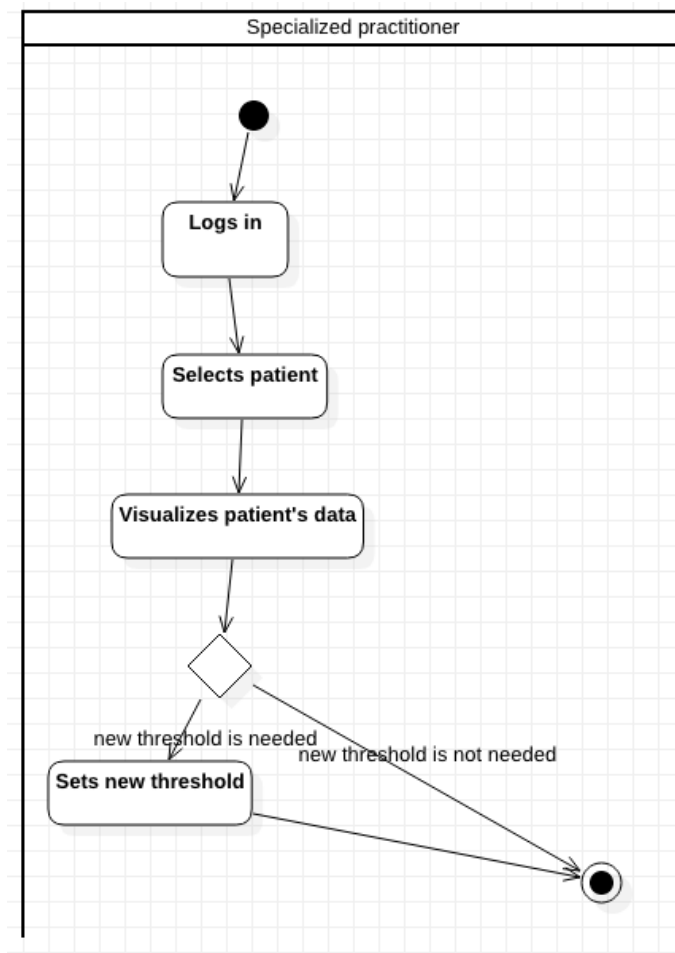 Specialized practitioner
Logs in
Selects patient
Visualizes patient's data
new threshold is needed
new threshold is not needed
Sets new threshold